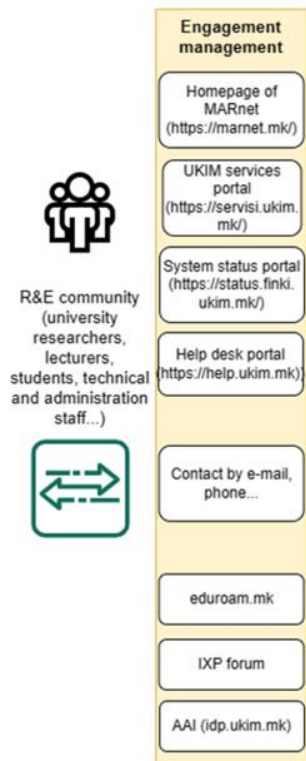 Engagement
management
Homepage of
MARnet
(https://marnet.mk/)
UKIM services
portal
(https://servisi.ukim.
mk/)
System status portal
(https://status.finki.
ukim.mk/)
Help desk portal
(https://help.ukim.mk))
R&E community
(university
researchers,
lecturers,
students, technical
and administration
staff...)
Contact by e-mail,
phone...
eduroam.mk
IXP forum
AAI (idp.ukim.mk)